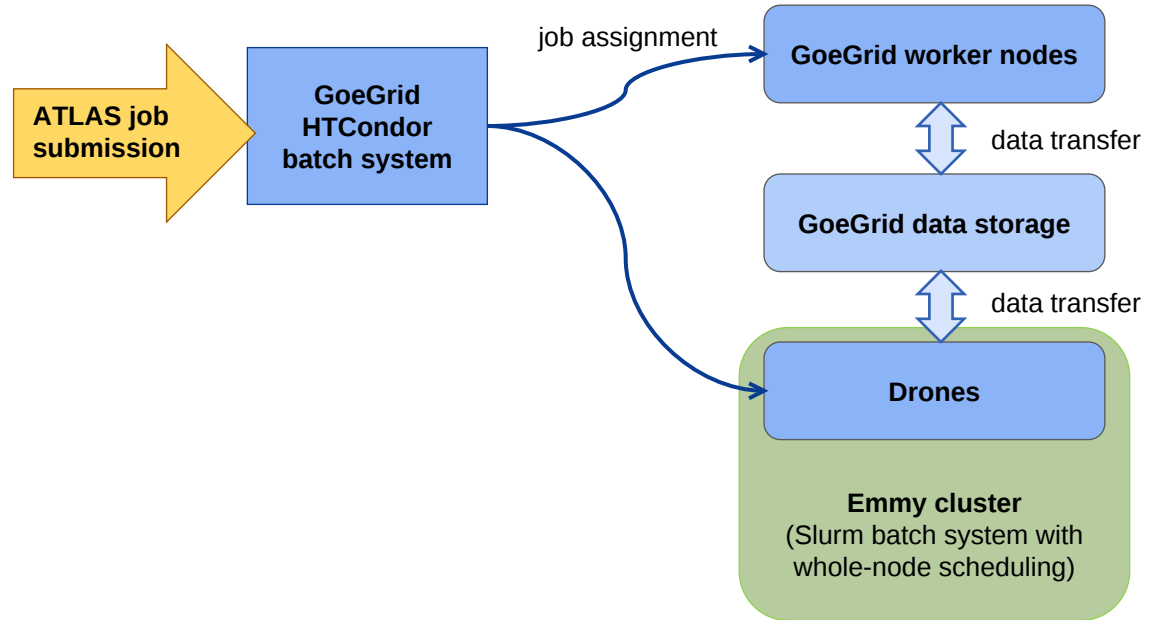 ATLAS job
submission
GoeGrid
HTCondor
batch system
job assignment
GoeGrid worker nodes
data transfer
GoeGrid data storage
data transfer
Drones
Emmy cluster
(Slurm batch system with
whole-node scheduling)